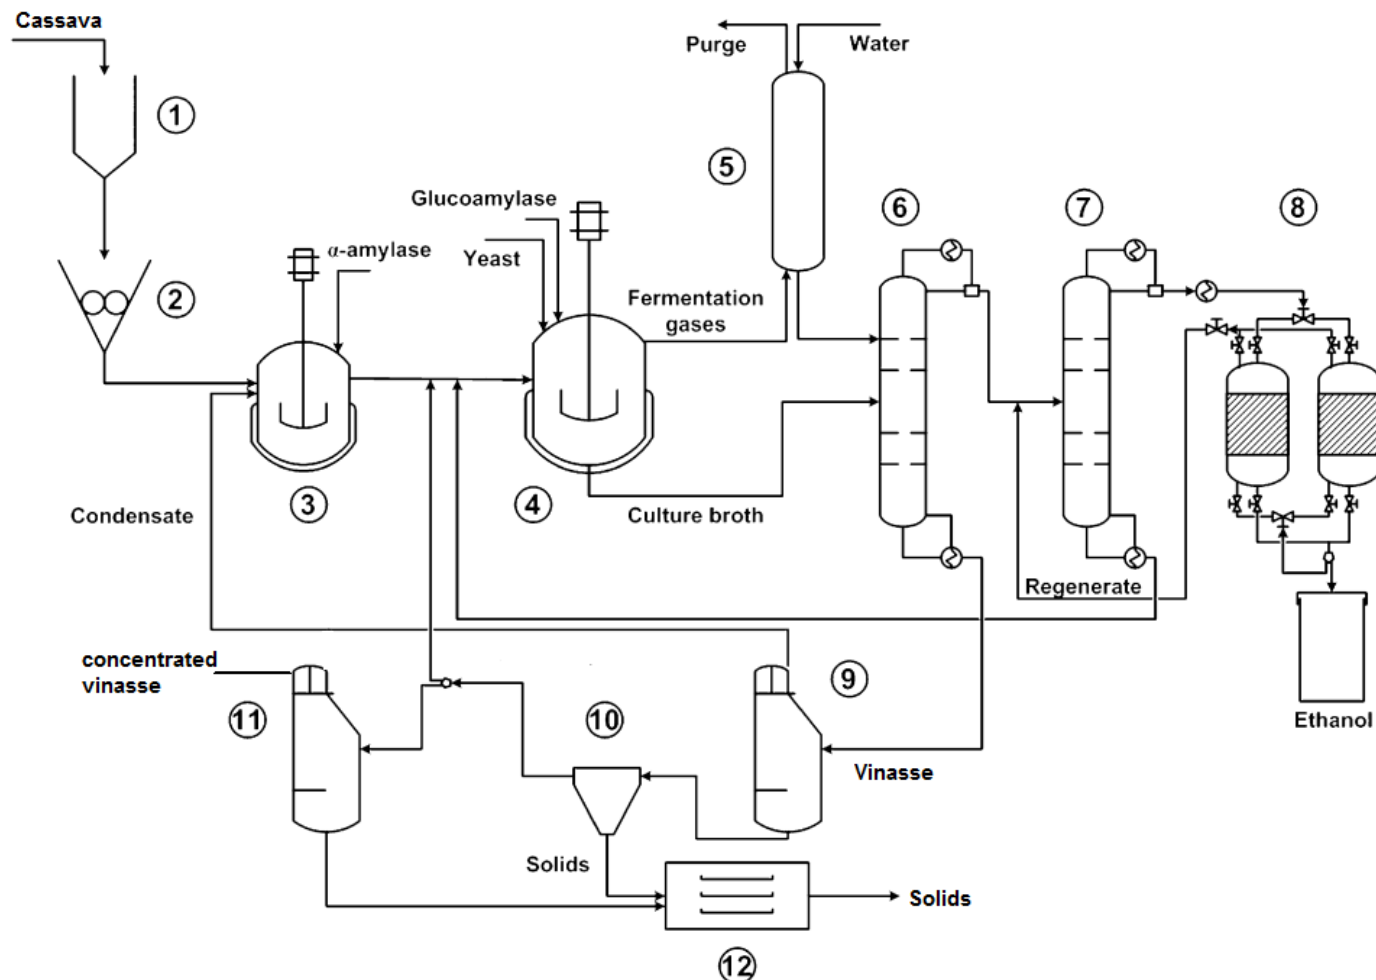 Cassava
Purge
Water
1
5
Glucoamylase
6
7
8
α-amylase
Yeast
2
Fermentation
gases
3
4
Condensate
Culture broth
Regenerate
concentrated
vinasse
9
11
10
Ethanol
Vinasse
Solids
Solids
12